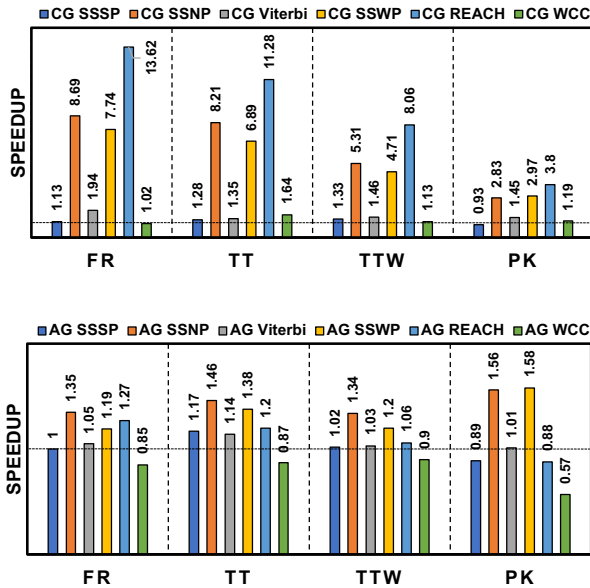 CG SSSP CG SSNP CG Viterbi CG SSWP CG REACH CG WCC
SPEEDUP
1.13 8.69 1.94 7.74 13.62 1.02
1.28 8.21 1.35 6.89 11.28 1.64
1.33 5.31 1.46 4.71 8.06 1.13
0.93 2.83 1.45 2.97 3.8 1.19
FR TT TTW PK
AG SSSP AG SSNP AG Viterbi AG SSWP AG REACH AG WCC
SPEEDUP
1 1.35 1.05 1.19 1.27 0.85
1.17 1.46 1.14 1.38 1.2 0.87
1.02 1.34 1.03 1.2 1.06 0.9
0.89 1.56 1.01 1.58 0.88 0.57
FR TT TTW PK